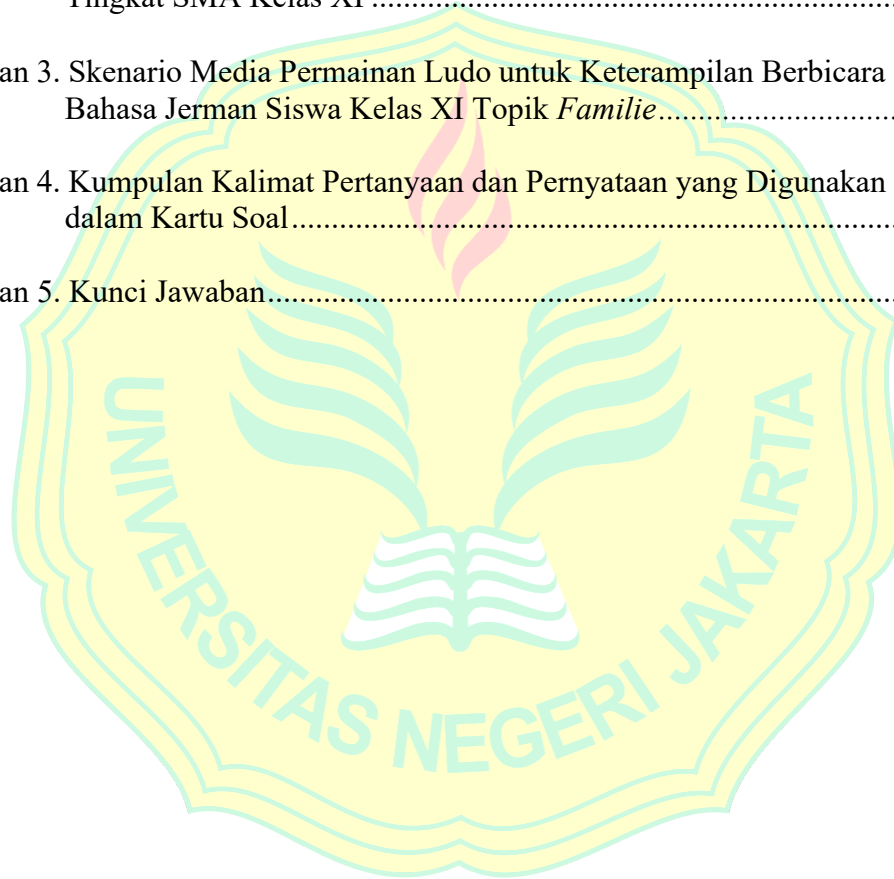 Tingkat SMA Kelas XI ................................................................
an 3. Skenario Media Permainan Ludo untuk Keterampilan Berbicara
Bahasa Jerman Siswa Kelas XI Topik Familie..............................
an 4. Kumpulan Kalimat Pertanyaan dan Pernyataan yang Digunakan
dalam Kartu Soal..........................................................................
an 5. Kunci Jawaban..............................................................................
UNIVERSITAS NEGERI JAKARTA